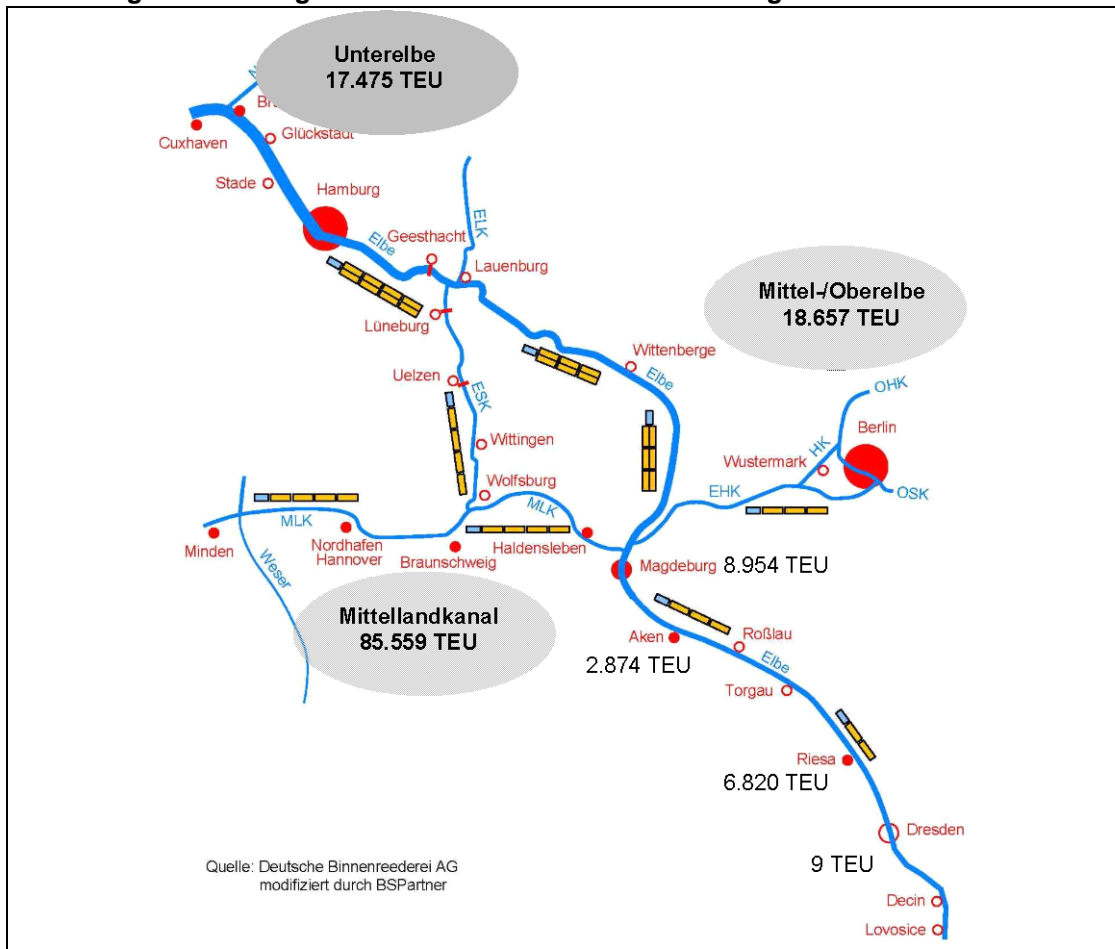 Unterelbe
17.475 TEU
Cuxhaven
Glückstadt
Stade
Hamburg
Elbe
Geesthacht
ELK
Lauenburg
Lüneburg
Mittel-/Oberelbe
18.657 TEU
Wittenberge
Elbe
Uelzen
ESK
Wittingen
Wolfsburg
OHK
Berlin
HK
Wustermark
EHK
OSK
MLK
MLK
Minden
Nordhafen
Hannover
Braunschweig
Haldensleben
Weser
Magdeburg
8.954 TEU
Mittellandkanal
85.559 TEU
Aken
Roßlau
2.874 TEU
Elbe
Torgau
Riesa
6.820 TEU
Dresden
9 TEU
Quelle: Deutsche Binnenreederei AG
modifiziert durch BSPartner
Decin
Lovosice